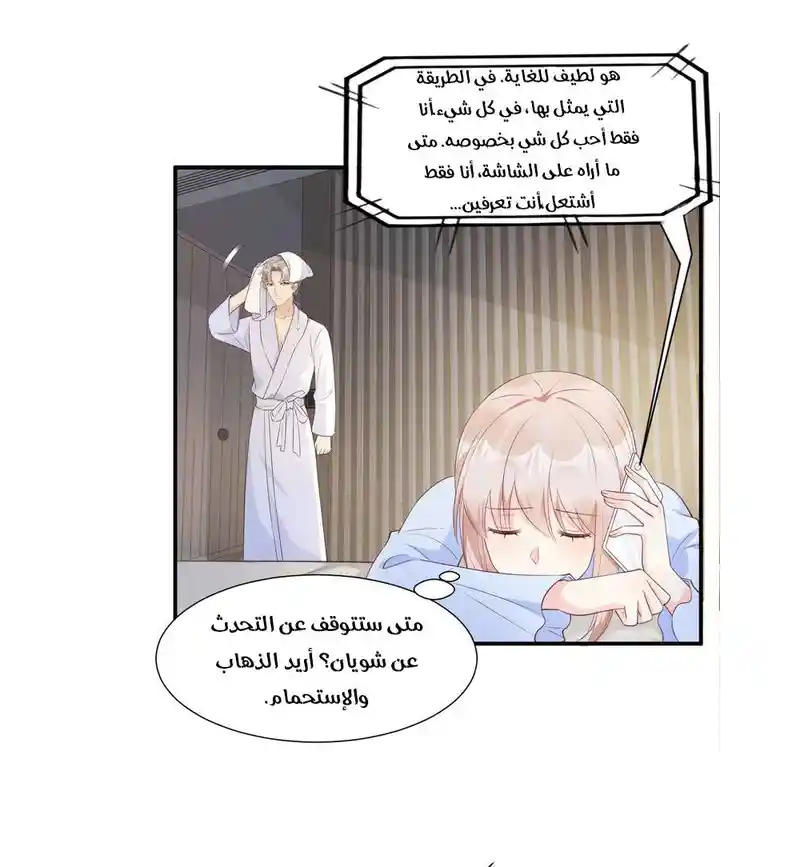 هو لطيف للغاية. في الطريقة
التي يمثل بها، في كل شيء.أنا
فقط أحب كل شي بخصوصه. متى
ما أراه على الشاشة، أنا فقط
أشتعل،أنت تعرفين...
متى ستتوقف عن التحدث
عن شويان؟ أريد الذهاب
والإستحمام.